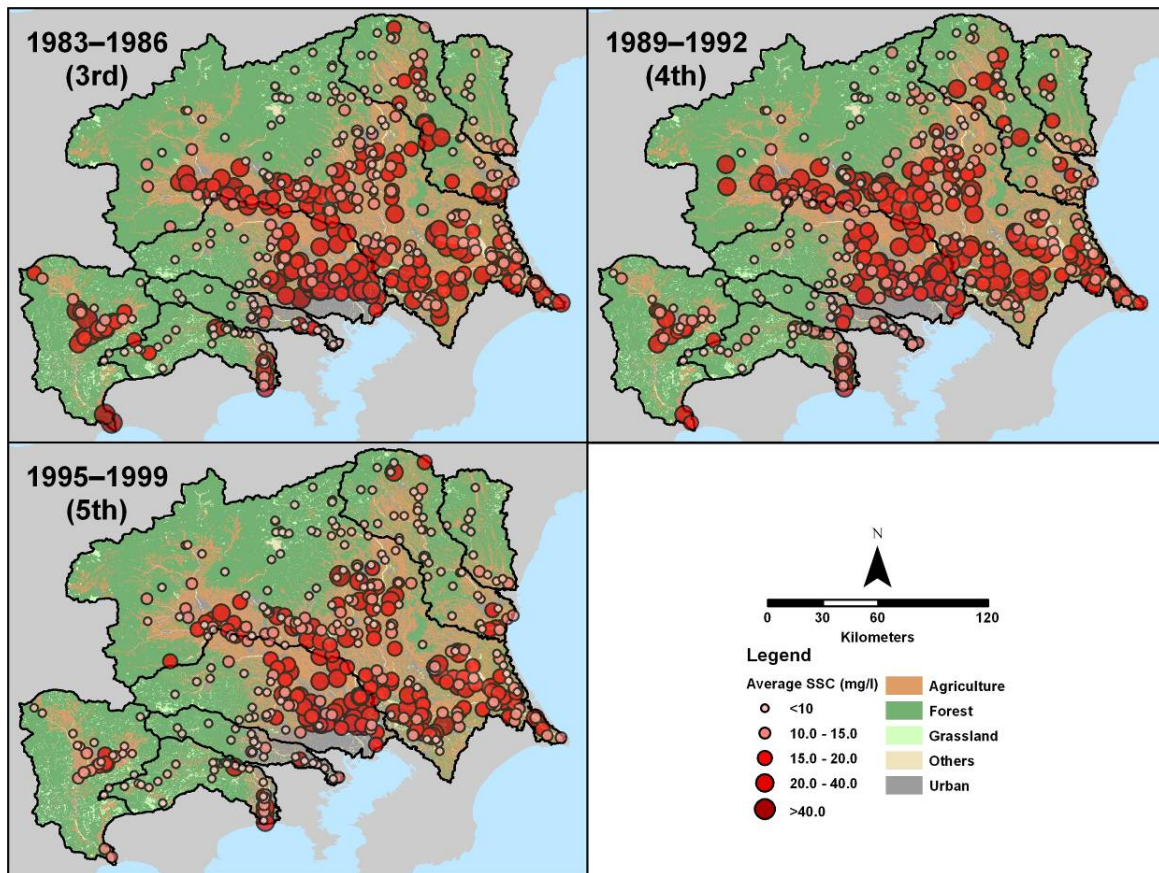 1983–1986
(3rd)
1989–1992
(4th)
1995–1999
(5th)
N
0 30 60 120
Kilometers
Legend
Average SSC (mg/l)
<10
10.0 - 15.0
15.0 - 20.0
20.0 - 40.0
>40.0
Agriculture
Forest
Grassland
Others
Urban